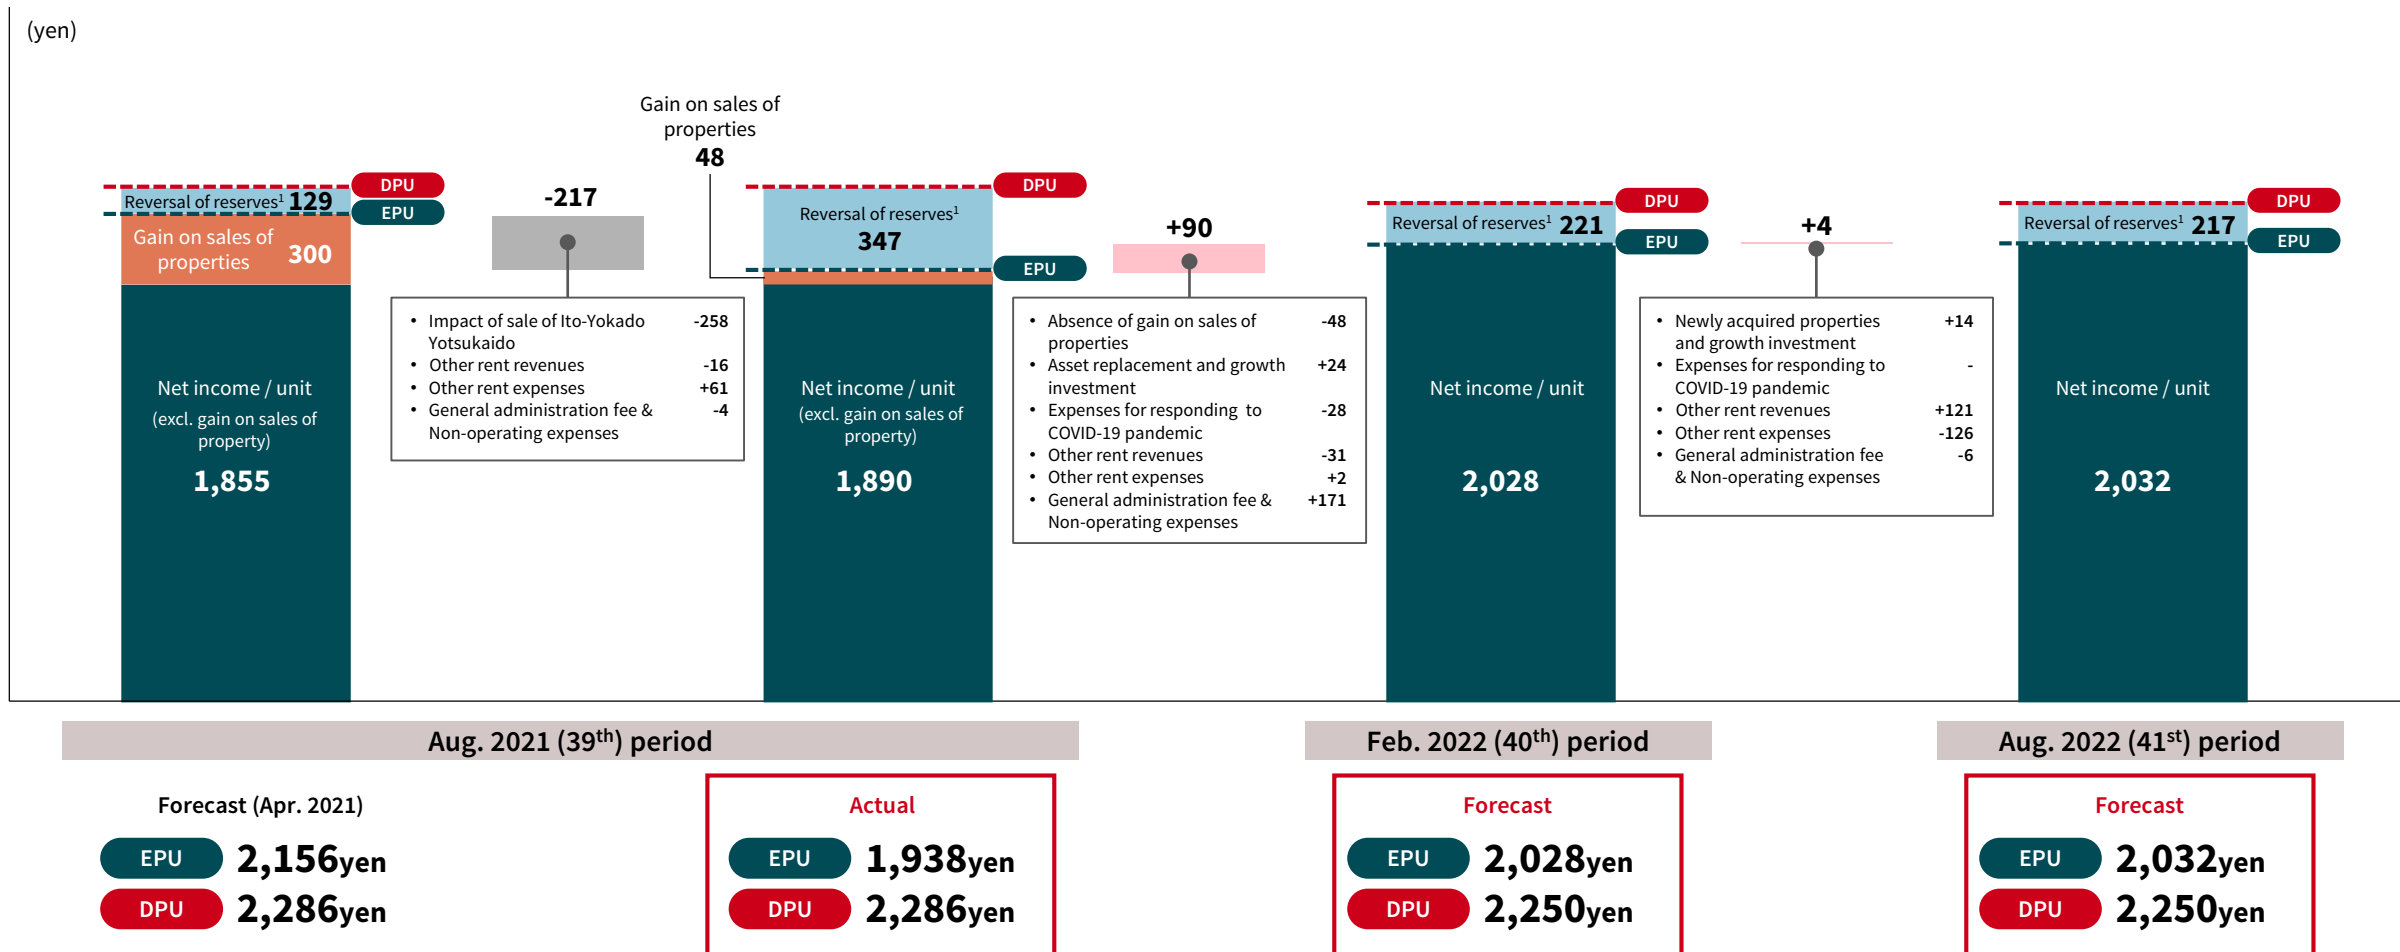 (yen)
Gain on sales of
properties
48
DPU
Reversal of reserves¹ 129
EPU
Gain on sales of
properties
300
Net income / unit
(excl. gain on sales of
property)
1,855
-217
• Impact of sale of Ito-Yokado -258
Yotsukaido
• Other rent revenues -16
• Other rent expenses +61
• General administration fee & -4
Non-operating expenses
DPU
Reversal of reserves¹
347
EPU
Net income / unit
(excl. gain on sales of
property)
1,890
+90
• Absence of gain on sales of -48
properties
• Asset replacement and growth +24
investment
• Expenses for responding to -28
COVID-19 pandemic
• Other rent revenues -31
• Other rent expenses +2
• General administration fee & +171
Non-operating expenses
DPU
Reversal of reserves¹ 221
EPU
Net income / unit
2,028
+4
• Newly acquired properties +14
and growth investment
• Expenses for responding to -
COVID-19 pandemic
• Other rent revenues +121
• Other rent expenses -126
• General administration fee -6
& Non-operating expenses
DPU
Reversal of reserves¹ 217
EPU
Net income / unit
2,032
Aug. 2021 (39th) period
Feb. 2022 (40th) period
Aug. 2022 (41st) period
Forecast (Apr. 2021)
EPU 2,156yen
DPU 2,286yen
Actual
EPU 1,938yen
DPU 2,286yen
Forecast
EPU 2,028yen
DPU 2,250yen
Forecast
EPU 2,032yen
DPU 2,250yen